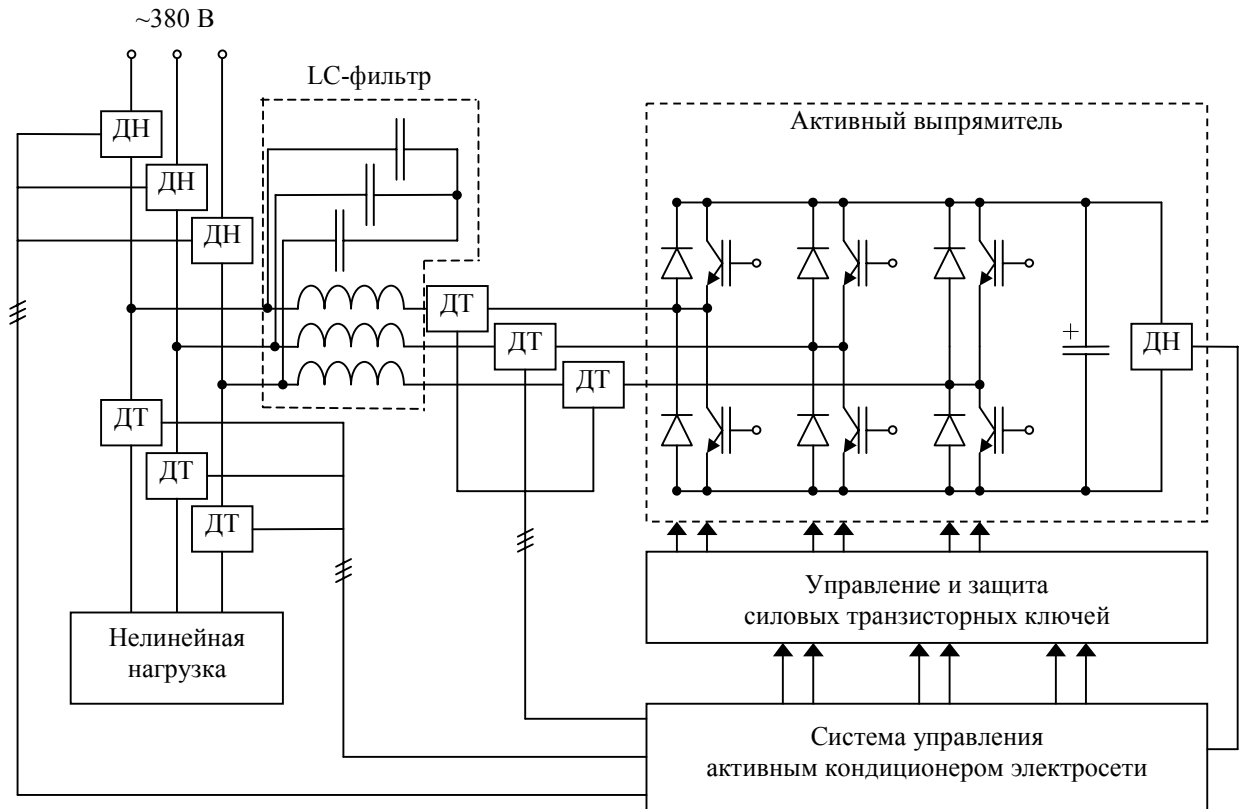 ~380 В
LC-фильтр
Активный выпрямитель
ДН
ДН
ДН
ДТ
ДТ
ДТ
+
ДН
ДТ
ДТ
ДТ
Управление и защита
силовых транзисторных ключей
Нелинейная
нагрузка
Система управления
активным кондиционером электросети